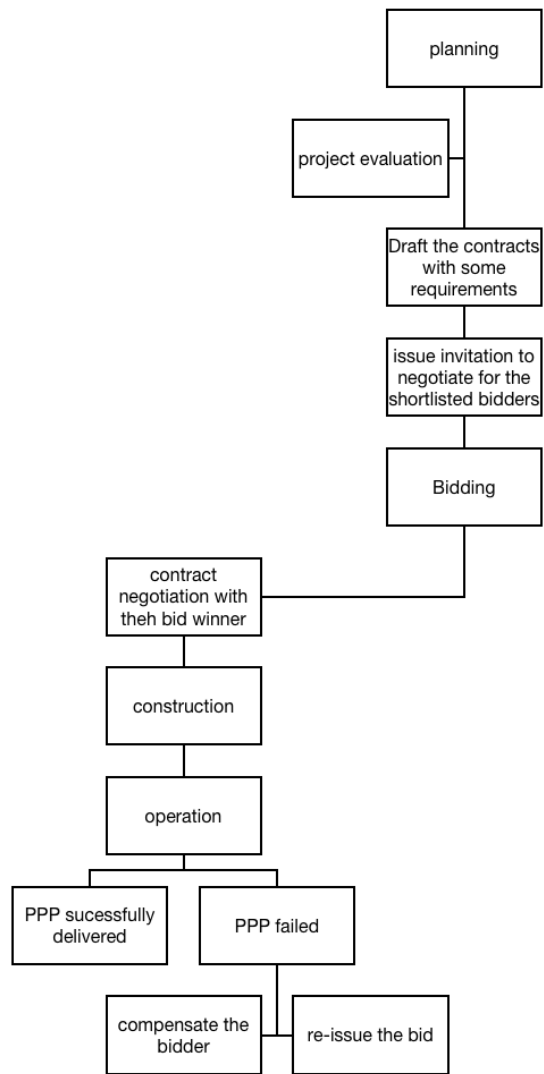 planning
project evaluation
Draft the contracts
with some
requirements
issue invitation to
negotiate for the
shortlisted bidders
Bidding
contract
negotiation with
theh bid winner
construction
operation
PPP sucessfully
delivered
PPP failed
compensate the
bidder
re-issue the bid